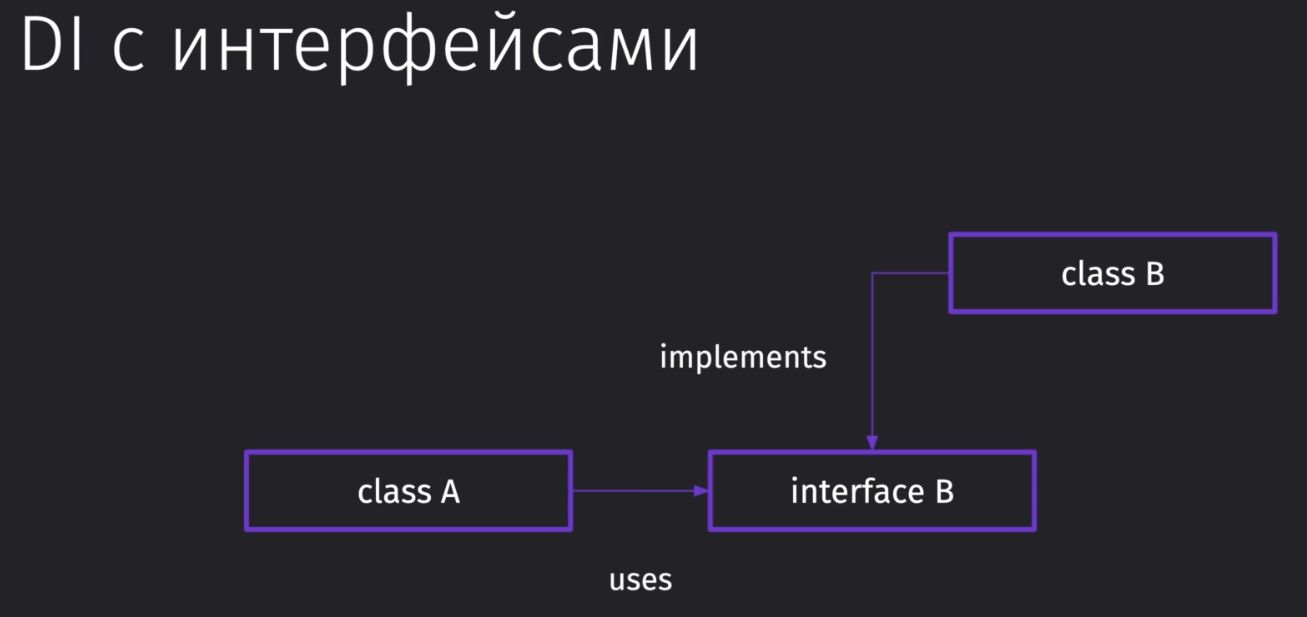 DI с интерфейсами
class B
implements
class A
interface B
uses